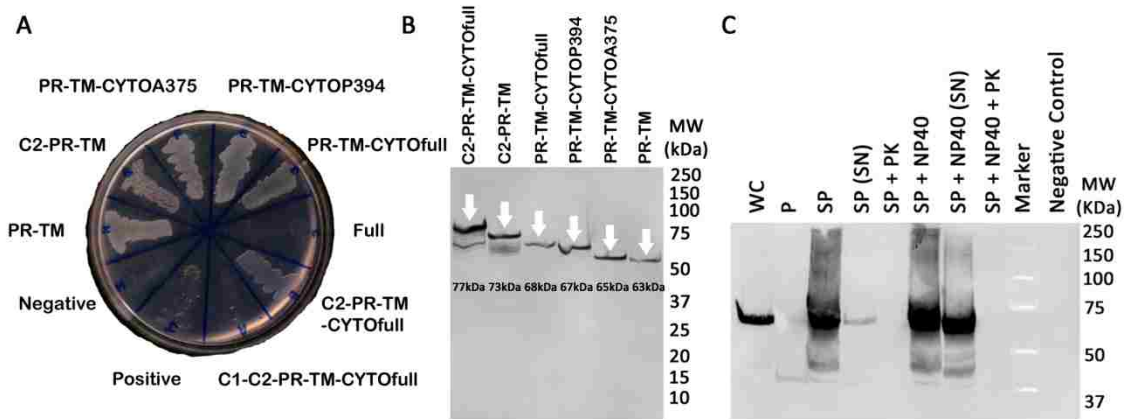 A
PR-TM-CYTOA375
PR-TM-CYTOP394
C2-PR-TM
PR-TM-CYTOfull
PR-TM
Full
Negative
C2-PR-TM
-CYTOfull
Positive
C1-C2-PR-TM-CYTOfull
B
C2-PR-TM-CYTOfull
C2-PR-TM
PR-TM-CYTOfull
PR-TM-CYTOP394
PR-TM-CYTOA375
PR-TM
MW
(kDa)
250
150
100
75
50
37
25
20
15
10
77kDa 73kDa 68kDa 67kDa 65kDa 63kDa
C
WC
P
SP
SP (SN)
SP + PK
SP + NP40
SP + NP40 (SN)
SP + NP40 + PK
Marker
Negative Control
MW
(KDa)
250
150
100
75
50
37